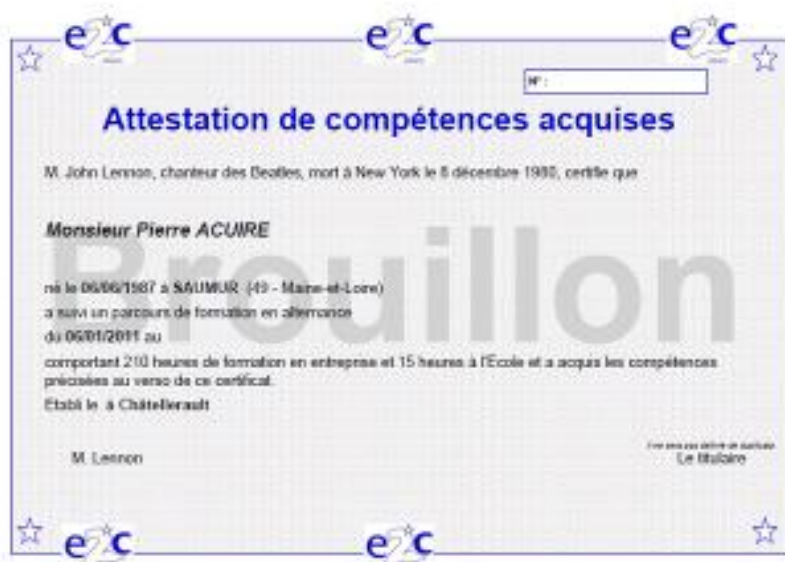 e2c e2c e2c
N° :
Attestation de compétences acquises
M. John Lennon, chanteur des Beatles, mort à New York le 8 décembre 1980, certifie que
Monsieur Pierre ACUIRE
Brouillon
né le 06/06/1987 à SAUMUR (49 - Maine-et-Loire)
a suivi un parcours de formation en alternance
du 06/01/2011 au
comportant 210 heures de formation en entreprise et 15 heures à l'Ecole et a acquis les compétences
précisées au verso de ce certificat.
Etabli le à Châtellerault
M. Lennon
Le titulaire
e2c e2c